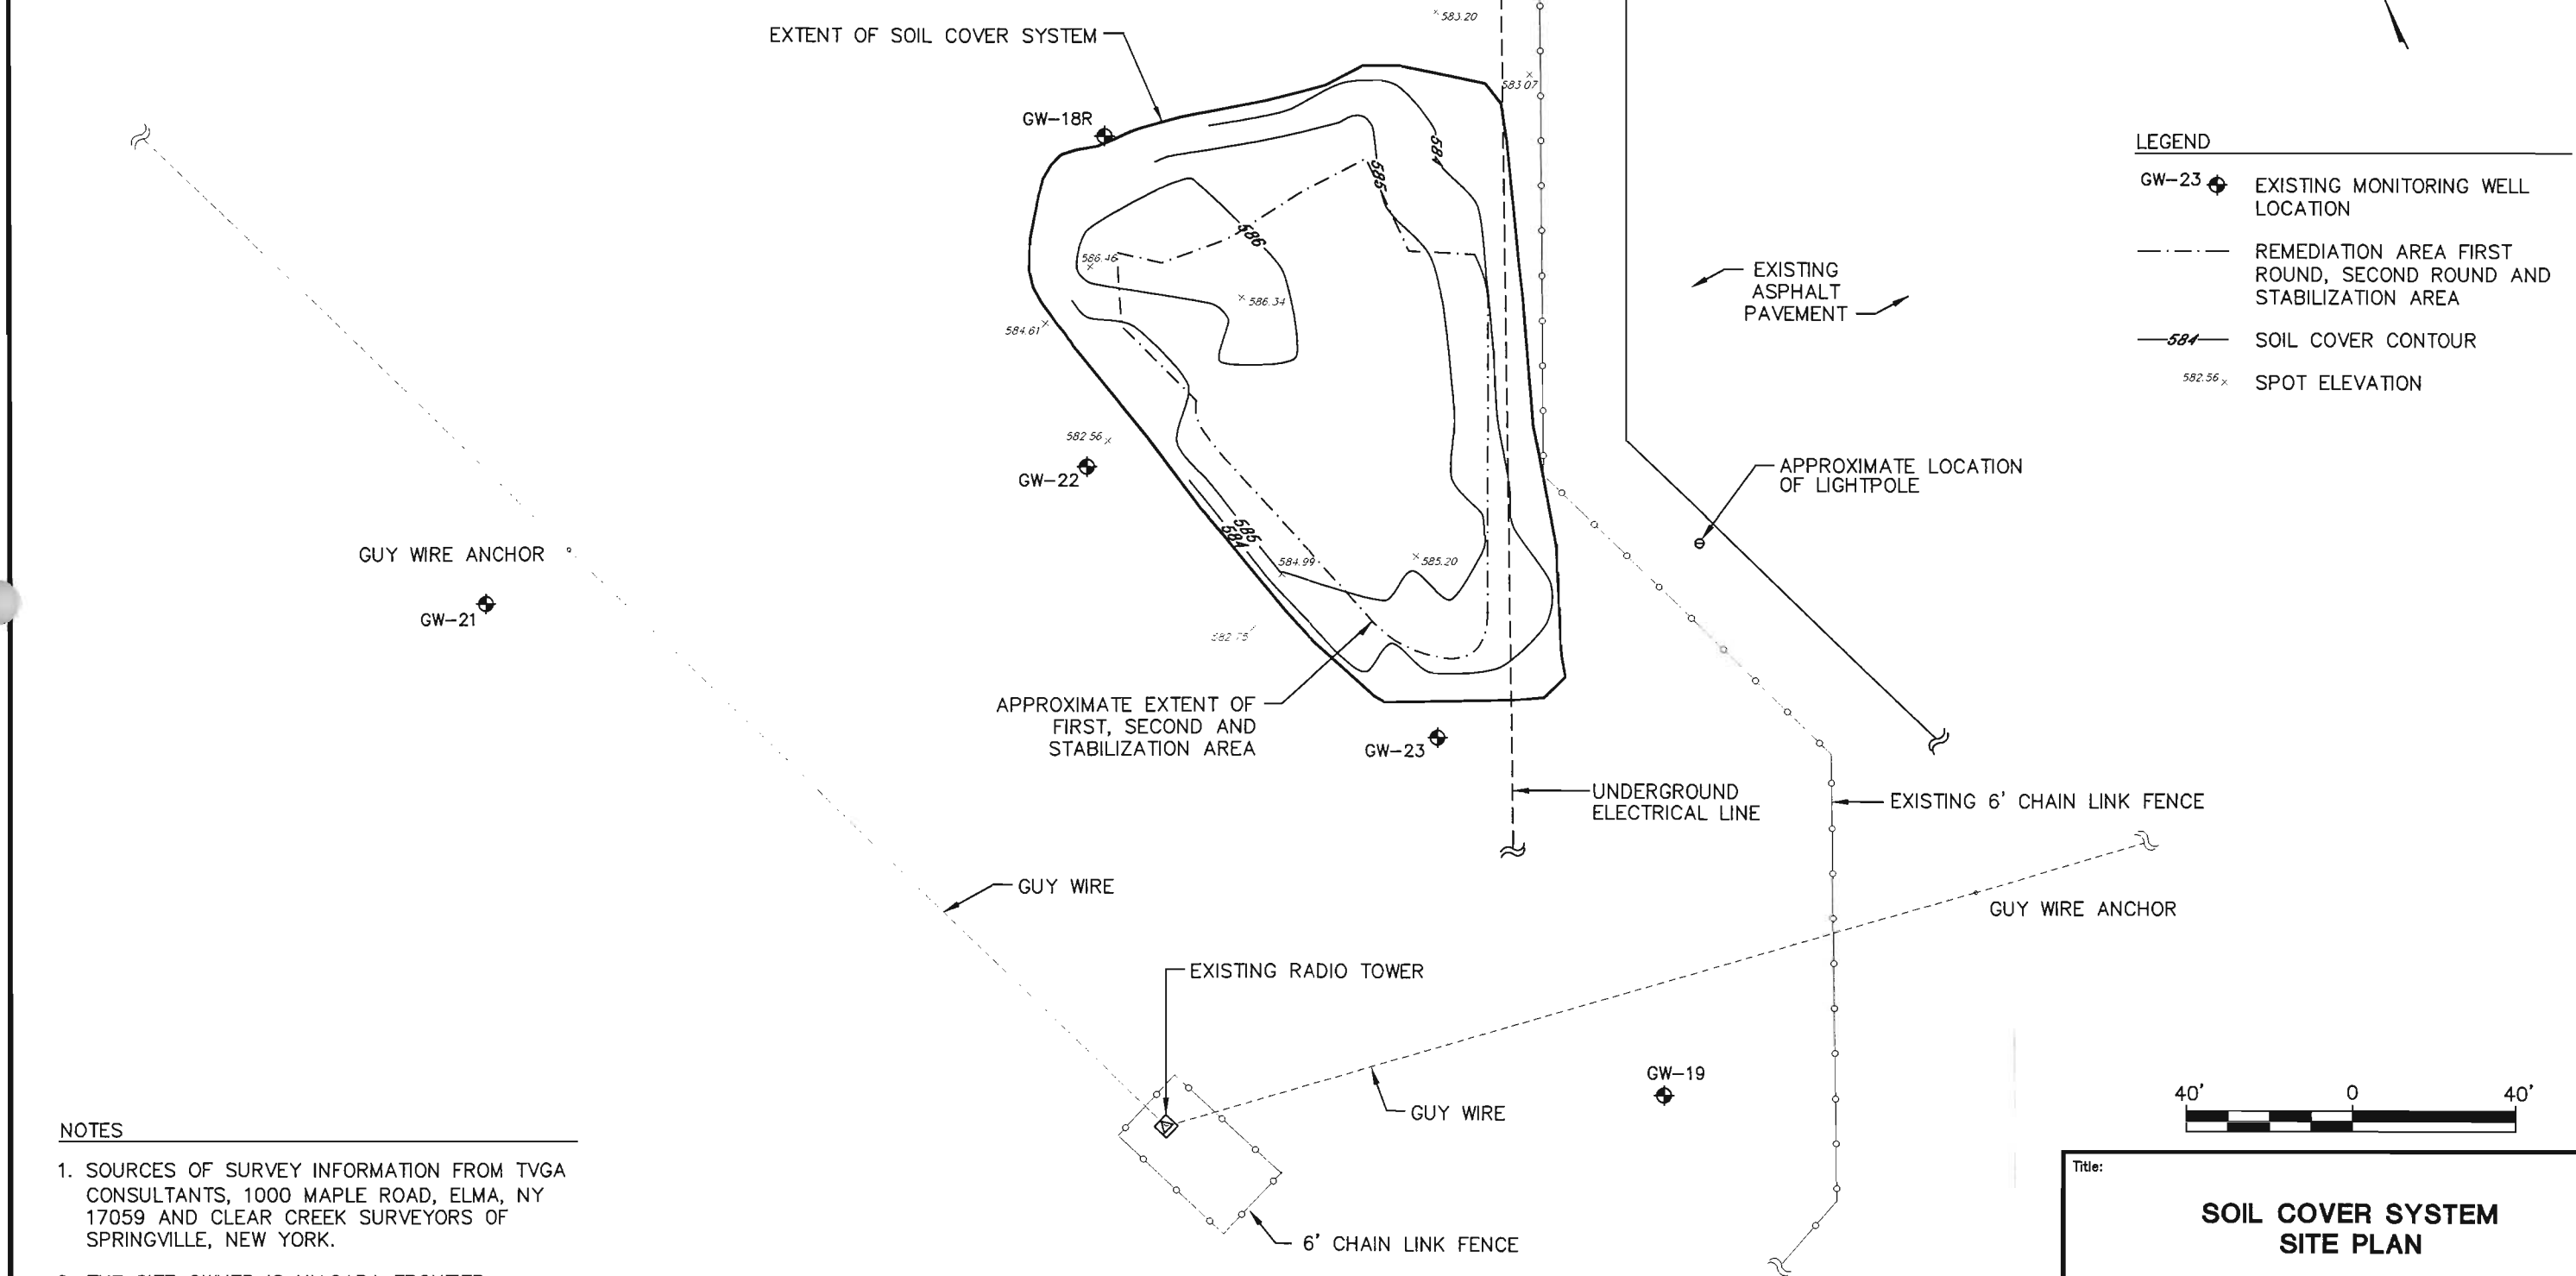 583.20
EXTENT OF SOIL COVER SYSTEM
583.07
GW-18R
584
585
586
586.46
586.34
584.61
582.56
GW-22
585
584
584.99
585.20
582.75
GUY WIRE ANCHOR
GW-21
APPROXIMATE EXTENT OF
FIRST, SECOND AND
STABILIZATION AREA
GW-23
UNDERGROUND
ELECTRICAL LINE
EXISTING
ASPHALT
PAVEMENT
APPROXIMATE LOCATION
OF LIGHTPOLE
EXISTING 6' CHAIN LINK FENCE
GUY WIRE ANCHOR
GUY WIRE
EXISTING RADIO TOWER
GUY WIRE
GW-19
6' CHAIN LINK FENCE
LEGEND
GW-23
EXISTING MONITORING WELL
LOCATION
REMEDIATION AREA FIRST
ROUND, SECOND ROUND AND
STABILIZATION AREA
584
SOIL COVER CONTOUR
582.56
SPOT ELEVATION
NOTES
1. SOURCES OF SURVEY INFORMATION FROM TVGA
CONSULTANTS, 1000 MAPLE ROAD, ELMA, NY
17059 AND CLEAR CREEK SURVEYORS OF
SPRINGVILLE, NEW YORK.
40' 0 40'
Title:
SOIL COVER SYSTEM
SITE PLAN